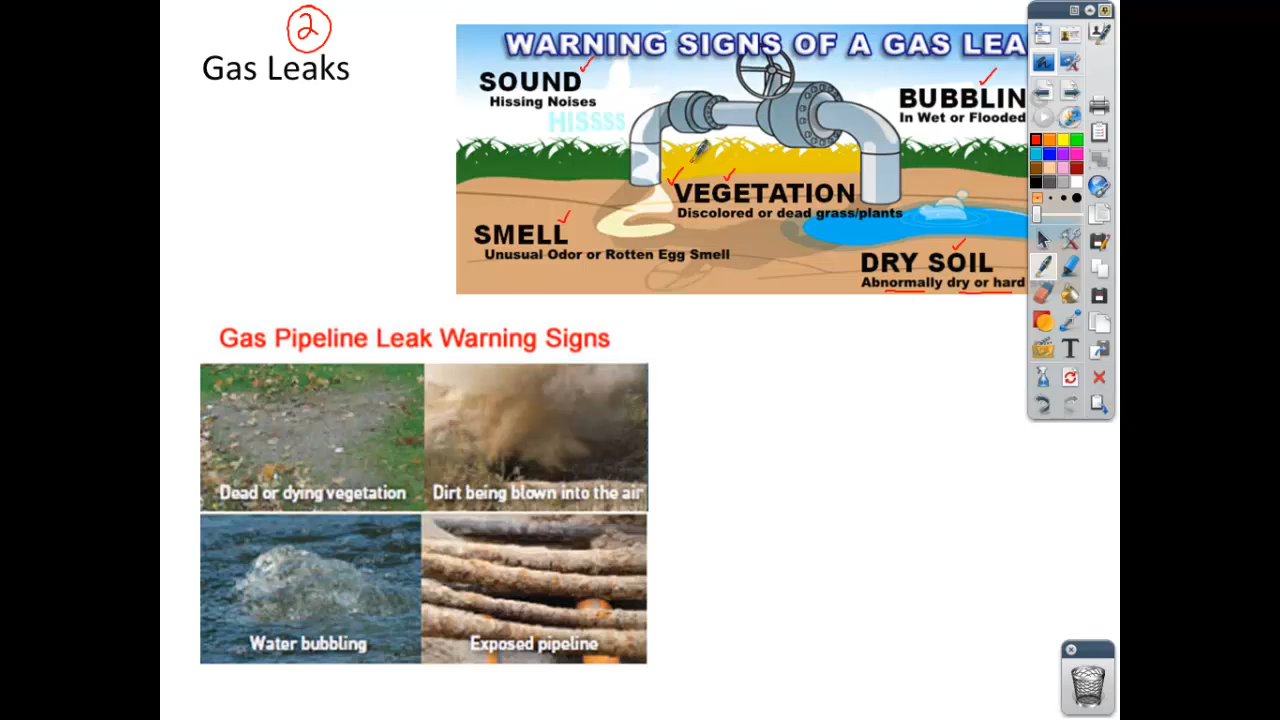 2
Gas Leaks
WARNING SIGNS OF A GAS LEA
SOUND
Hissing Noises
HISSSS
BUBBLIN
In Wet or Flooded
VEGETATION
Discolored or dead grass/plants
SMELL
Unusual Odor or Rotten Egg Smell
DRY SOIL
Abnormally dry or hard
Gas Pipeline Leak Warning Signs
Dead or dying vegetation
Dirt being blown into the air
Water bubbling
Exposed pipeline
T